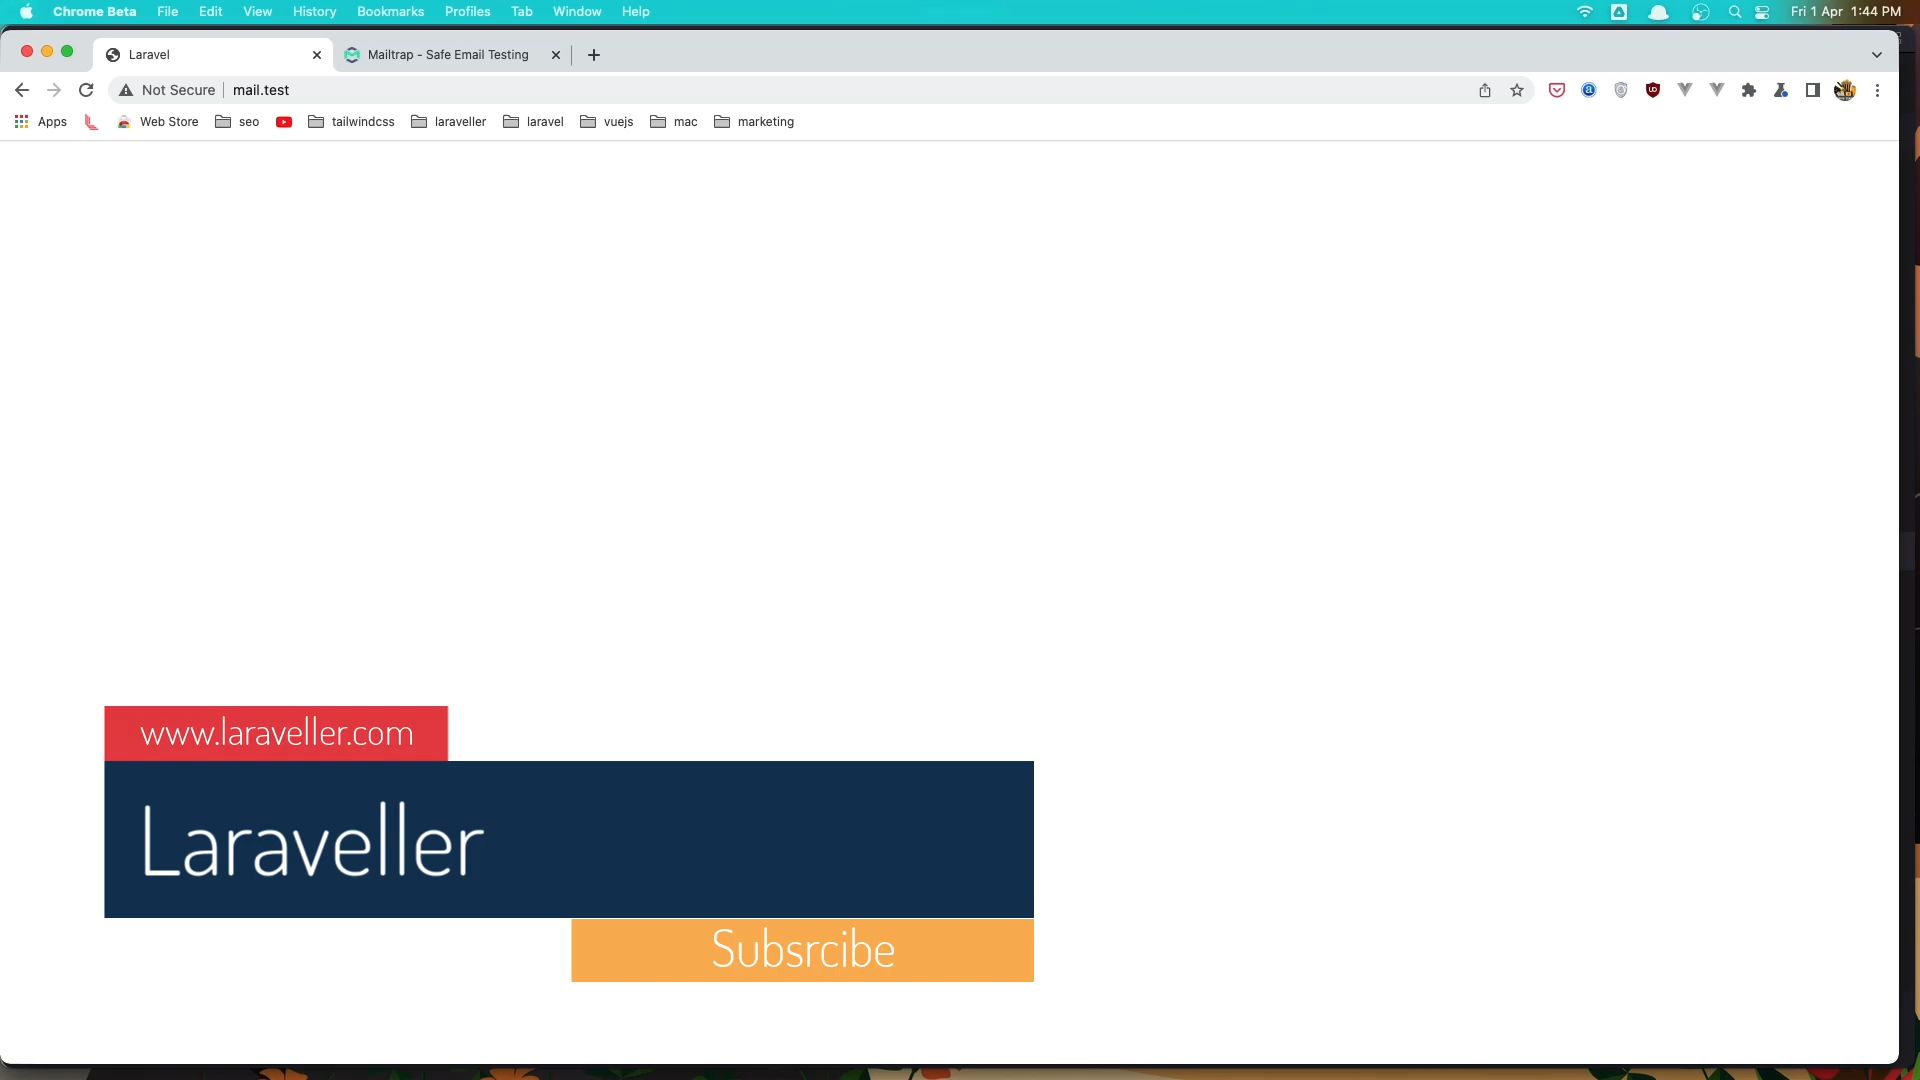 Chrome Beta File Edit View History Bookmarks Profiles Tab Window Help Fri 1 Apr 1:44 PM
Laravel Mailtrap - Safe Email Testing
Not Secure mail.test
Apps Web Store seo tailwindcss laraveller laravel vuejs mac marketing
www.laraveller.com
Laraveller
Subsrcibe